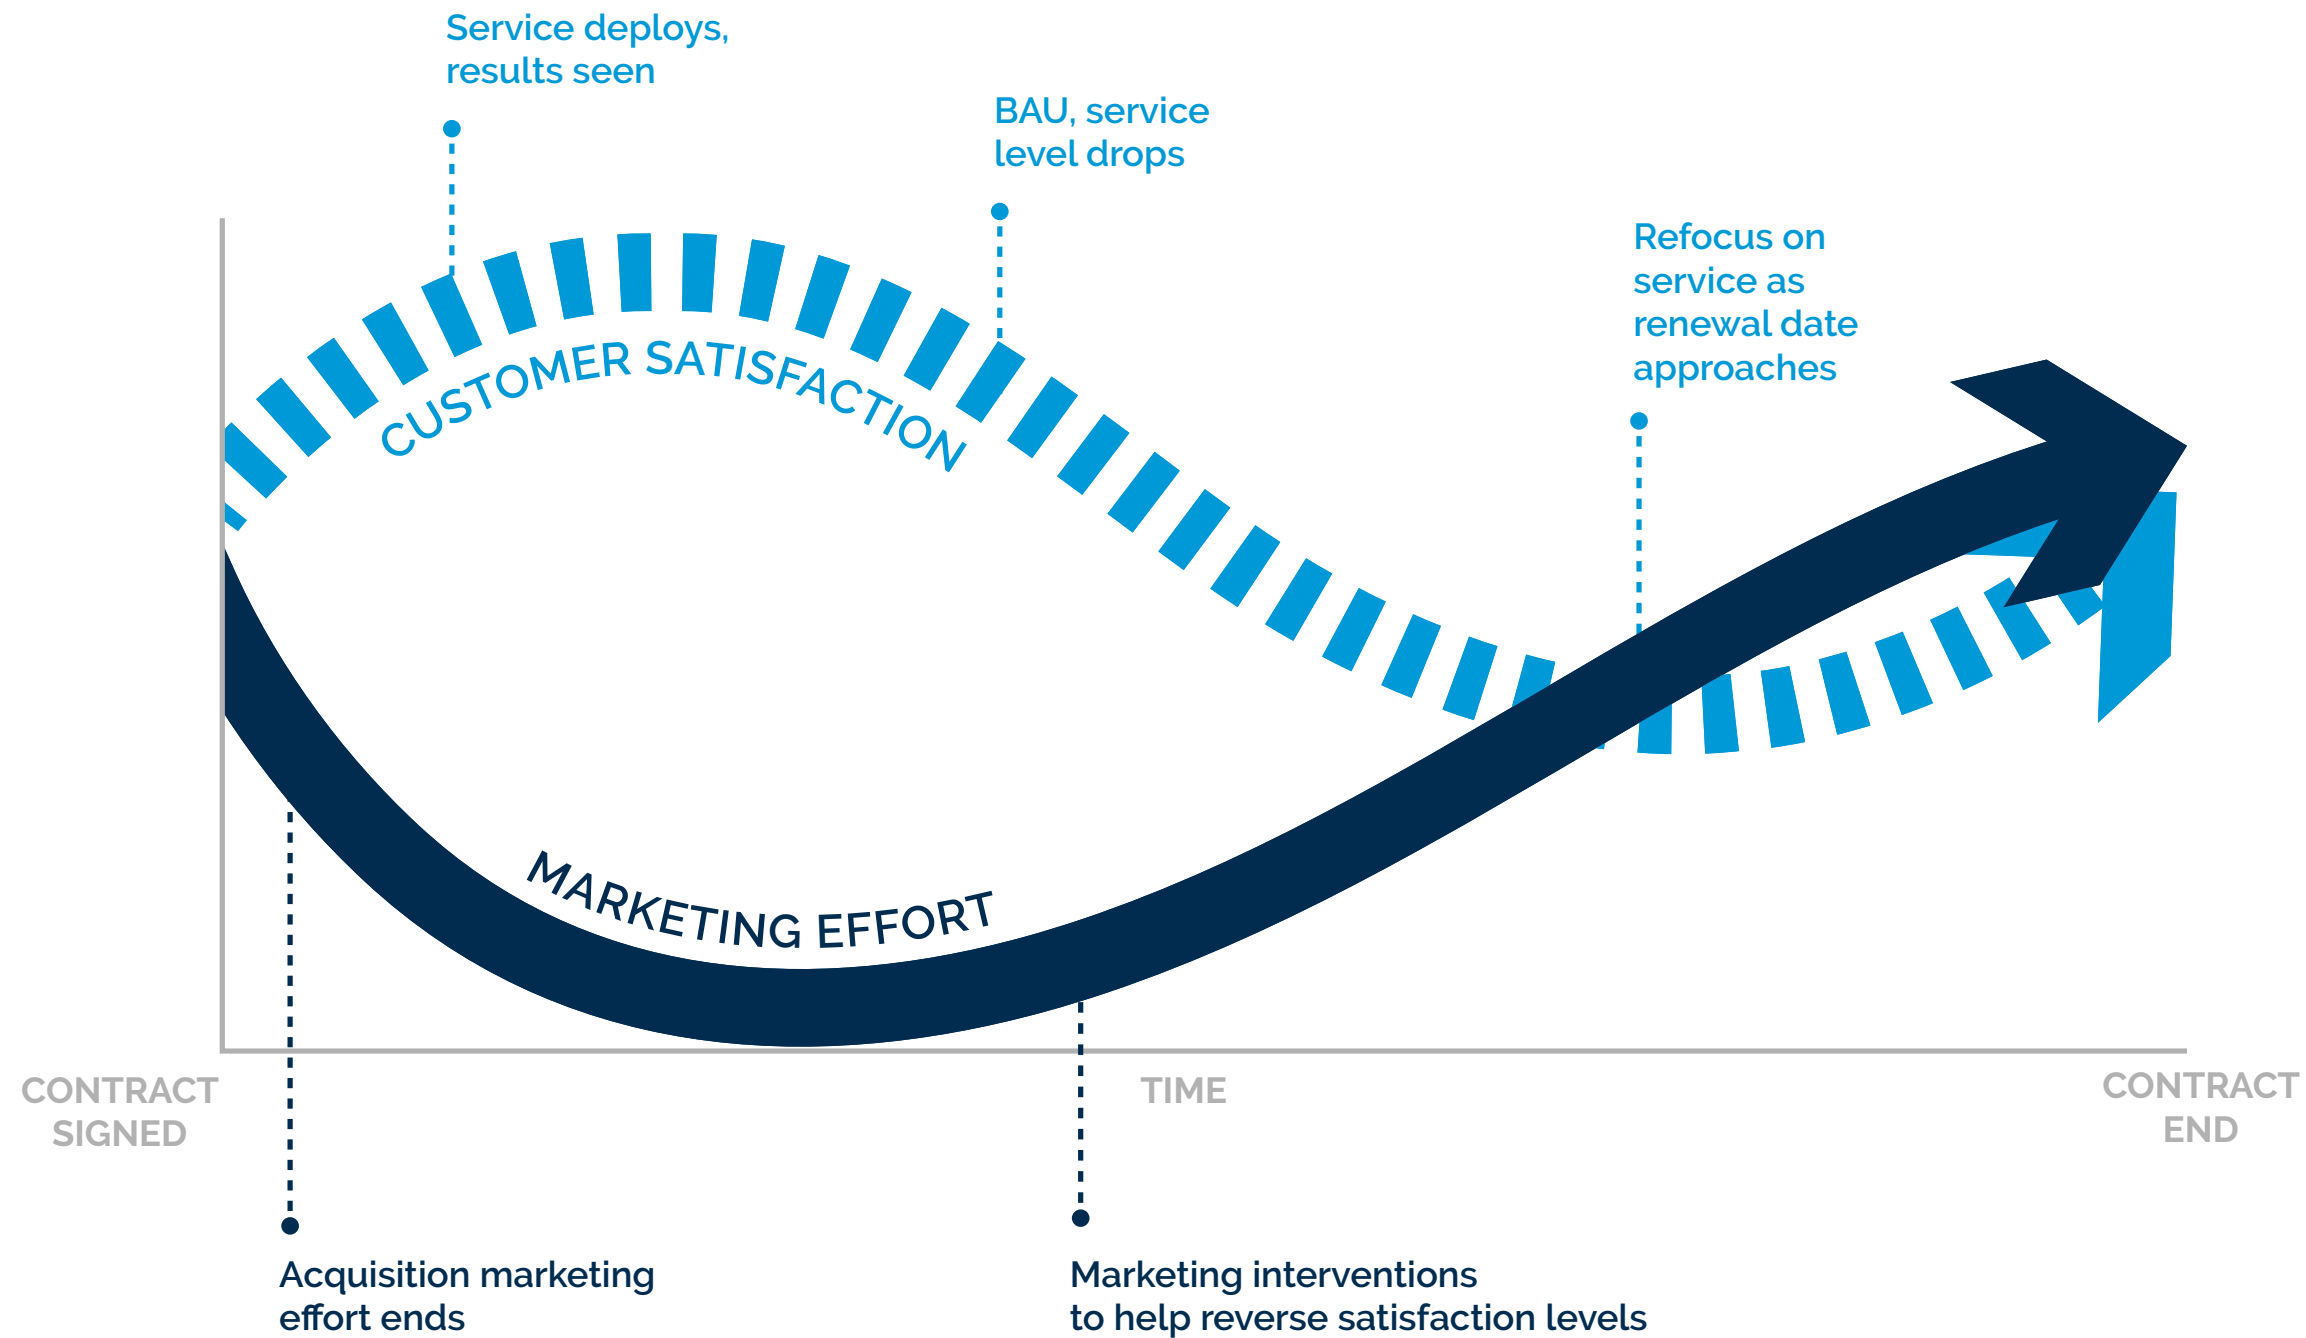 Service deploys,
results seen
BAU, service
level drops
Refocus on
service as
renewal date
approaches
CUSTOMER SATISFACTION
MARKETING EFFORT
CONTRACT
SIGNED
TIME
CONTRACT
END
Acquisition marketing
effort ends
Marketing interventions
to help reverse satisfaction levels